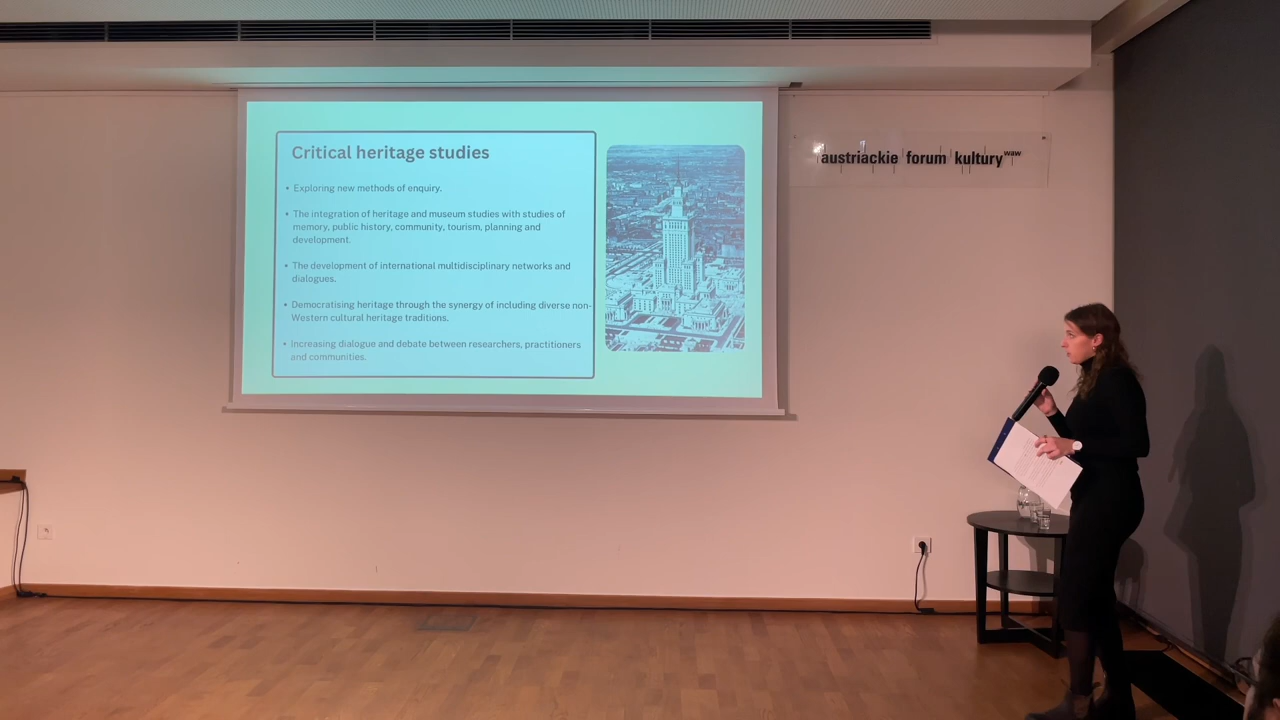 Critical heritage studies
• Exploring new methods of enquiry.
• The integration of heritage and museum studies with studies of
memory, public history, community, tourism, planning and
development.
• The development of international multidisciplinary networks and
dialogues.
• Democratising heritage through the synergy of including diverse non-
Western cultural heritage traditions.
• Increasing dialogue and debate between researchers, practitioners
and communities.
austriackie forum kultury waw